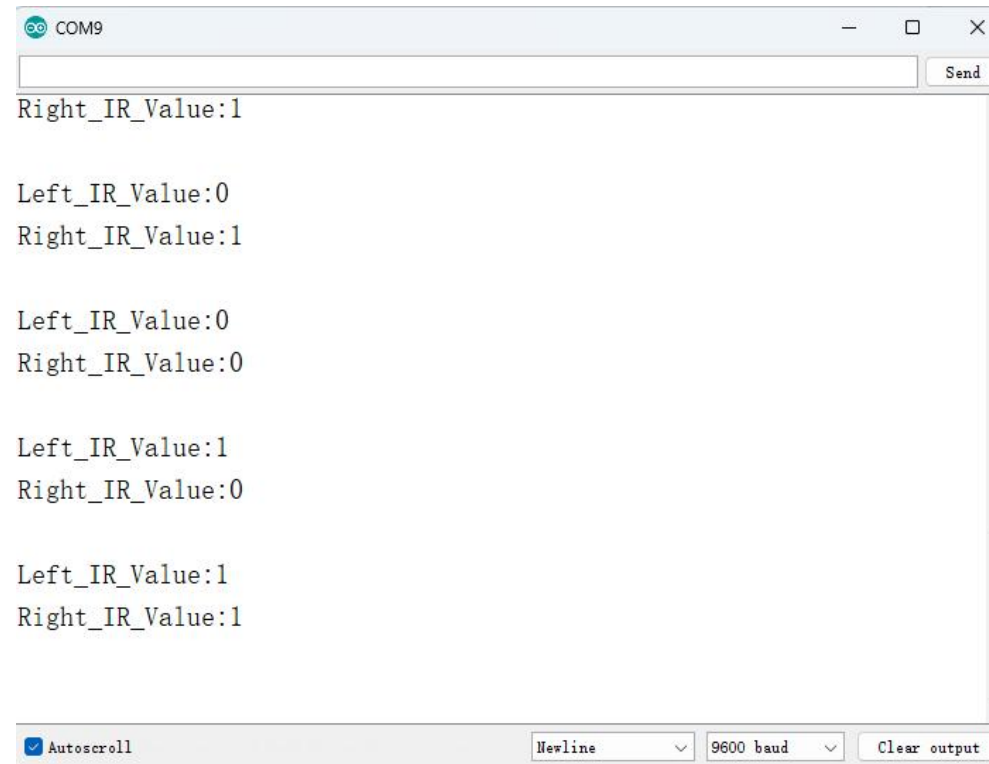 COM9
Send
Right_IR_Value:1
Left_IR_Value:0
Right_IR_Value:1
Left_IR_Value:0
Right_IR_Value:0
Left_IR_Value:1
Right_IR_Value:0
Left_IR_Value:1
Right_IR_Value:1
Autoscroll Newline 9600 baud Clear output